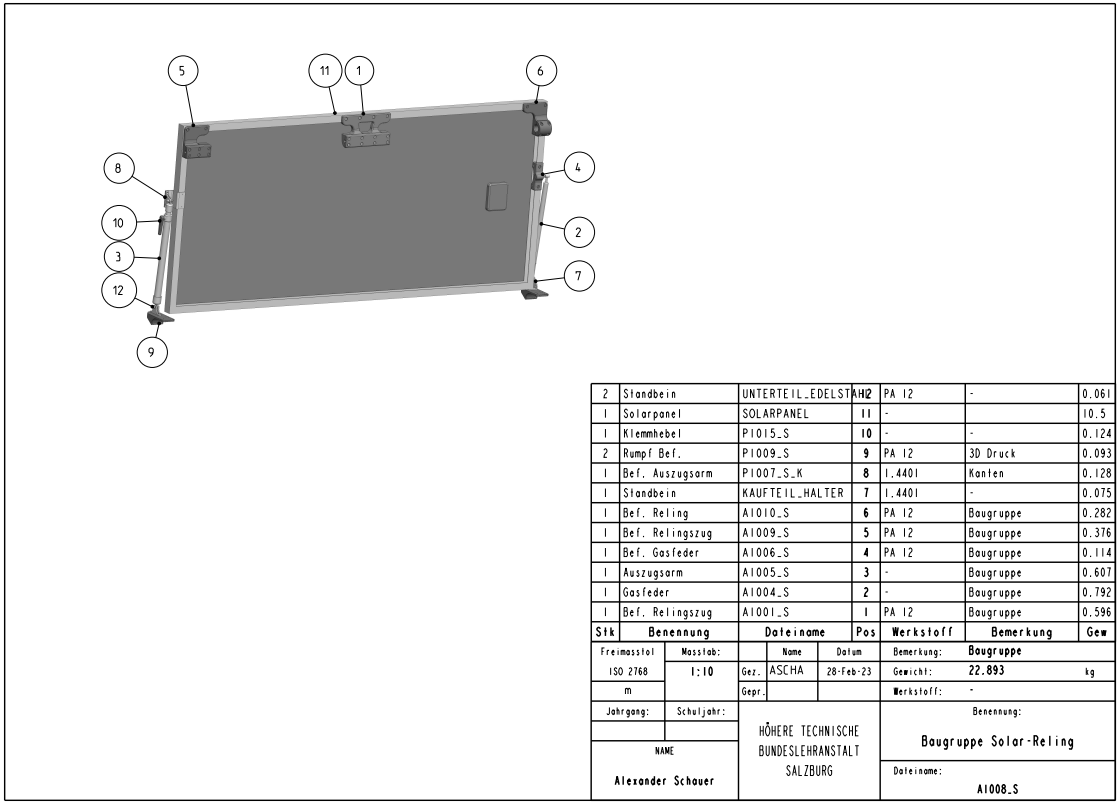 5
11
1
6
8
4
10
2
3
7
12
9
2 Standbein UNTERTEIL_EDELSTAHL 12 PA 12 - 0.061
1 Solarpanel SOLARPANEL 11 - 10.5
1 Klemmhebel P1015_S 10 - - 0.124
2 Rumpf Bef. P1009_S 9 PA 12 3D Druck 0.093
1 Bef. Auszugsarm P1007_S_K 8 1.4401 Kanten 0.128
1 Standbein KAUFTEIL_HALTER 7 1.4401 - 0.075
1 Bef. Reling A1010_S 6 PA 12 Baugruppe 0.282
1 Bef. Relingszug A1009_S 5 PA 12 Baugruppe 0.376
1 Bef. Gasfeder A1006_S 4 PA 12 Baugruppe 0.114
1 Auszugsarm A1005_S 3 - Baugruppe 0.607
1 Gasfeder A1004_S 2 - Baugruppe 0.792
1 Bef. Relingszug A1001_S 1 PA 12 Baugruppe 0.596
Stk Benennung Dateiname Pos Werkstoff Bemerkung Gew
Freimasstol Masstab: Name Datum Bemerkung: Baugruppe
ISO 2768 1:10 Gez. ASCHA 28-Feb-23 Gewicht: 22.893 kg
m Gepr. Werkstoff: -
Jahrgang: Schuljahr: Benennung:
HÖHERE TECHNISCHE
BUNDESLEHRANSTALT
SALZBURG
Baugruppe Solar-Reling
NAME
Alexander Schauer
Dateiname:
A1008_S